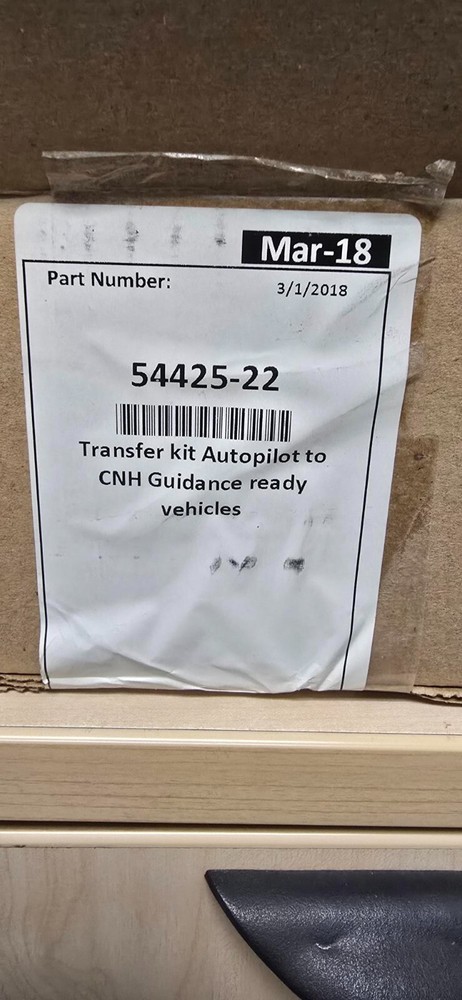 Mar-18
Part Number:
3/1/2018
54425-22
Transfer kit Autopilot to
CNH Guidance ready
vehicles